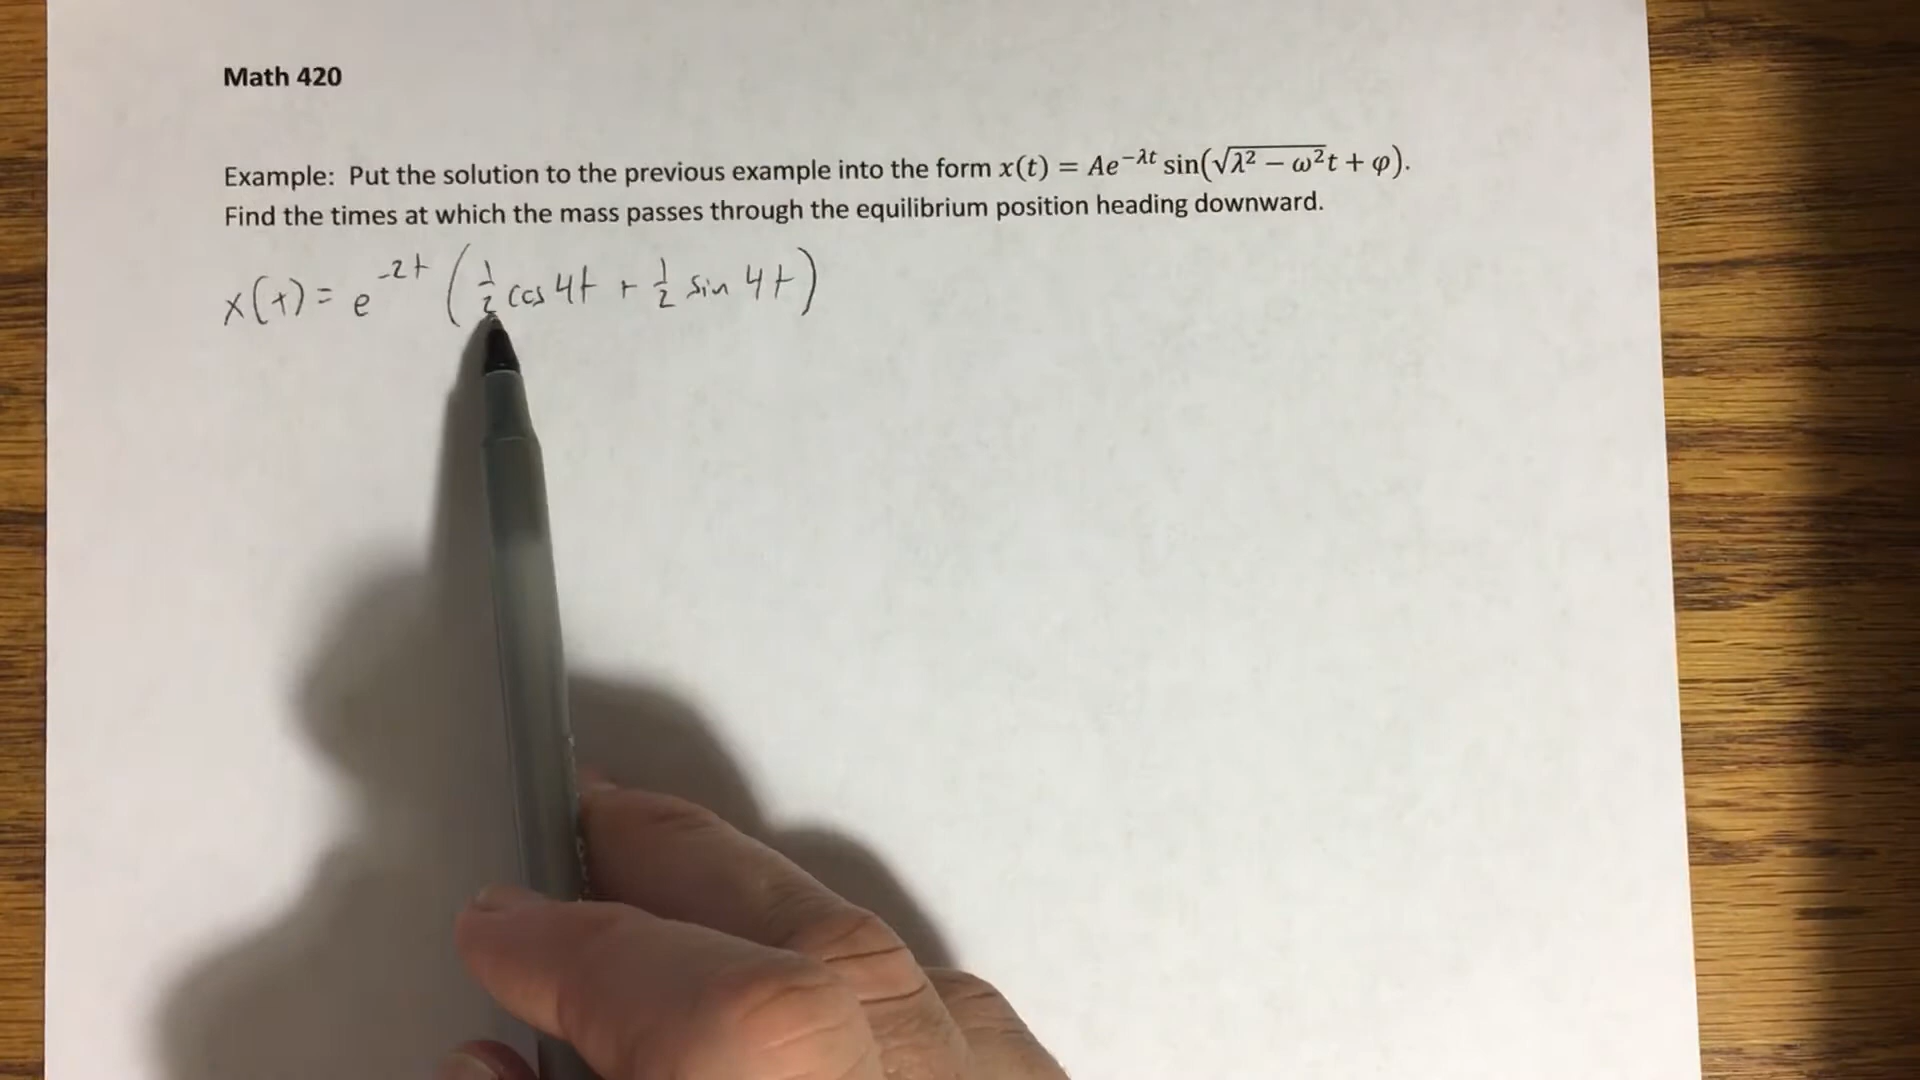 Math 420
Example: Put the solution to the previous example into the form x(t) = Ae^{−λt} sin(√(λ² − ω²)t + φ).
Find the times at which the mass passes through the equilibrium position heading downward.
x(t) = e^{-2t} (1/2 cos 4t + 1/2 sin 4t)